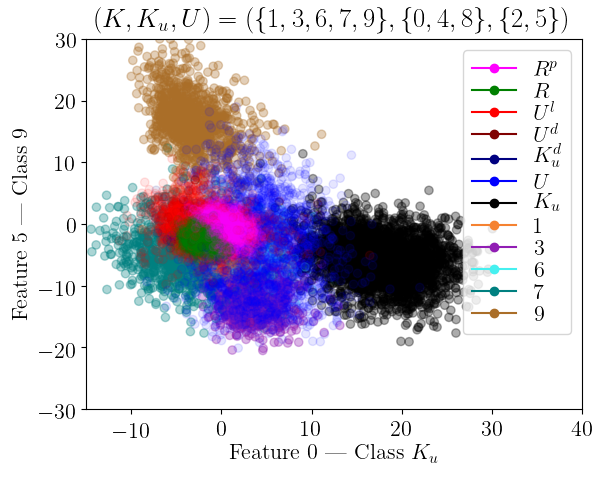 (K, K_u, U) = ({1, 3, 6, 7, 9}, {0, 4, 8}, {2, 5})
30
20
10
0
−10
−20
−30
Feature 5 — Class 9
−10
0
10
20
30
40
Feature 0 — Class K_u
R^p
R
U^l
U^d
K_u^d
U
K_u
1
3
6
7
9